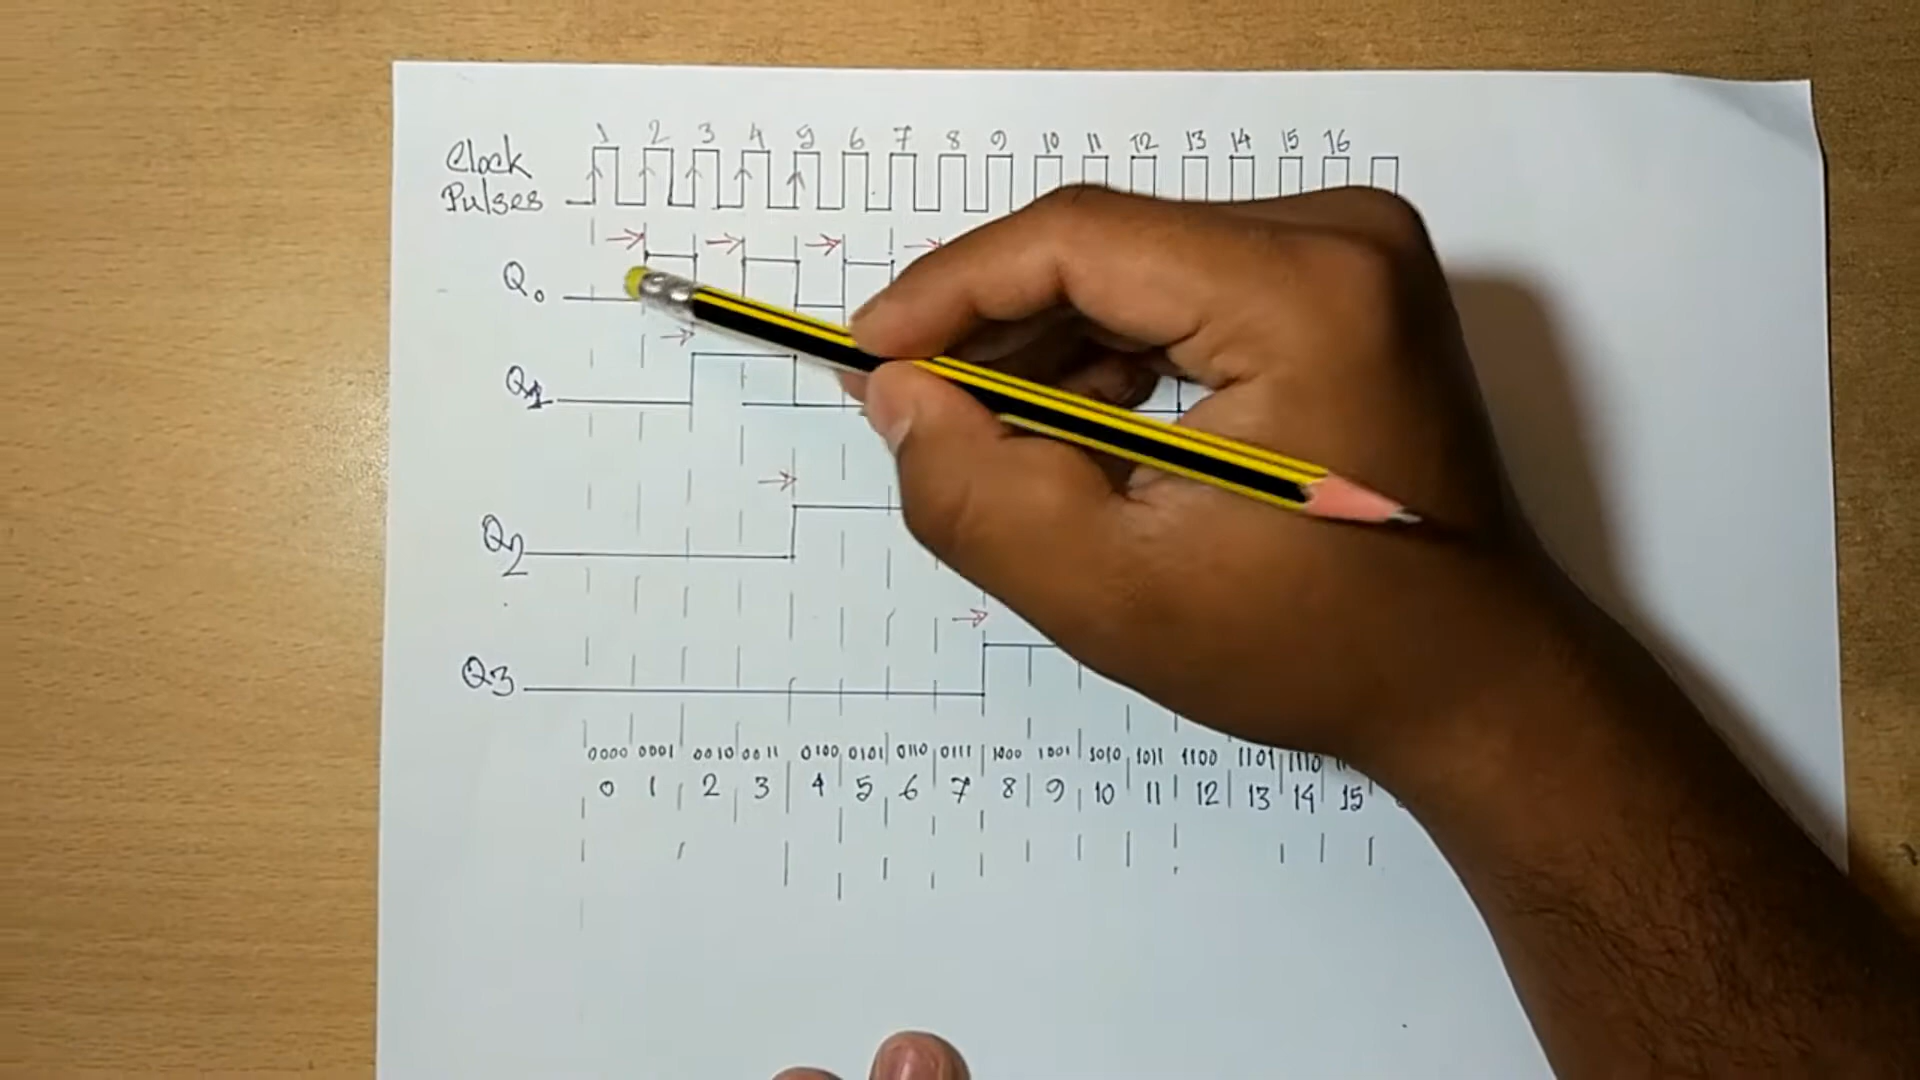 1 2 3 4 5 6 7 8 9 10 11 12 13 14 15 16
Clock
Pulses
Q0
Q1
Q2
Q3
0000 0001 0010 0011 0100 0101 0110 0111 1000 1001 1010 1011 1100 1101 1110
0 1 2 3 4 5 6 7 8 9 10 11 12 13 14 15